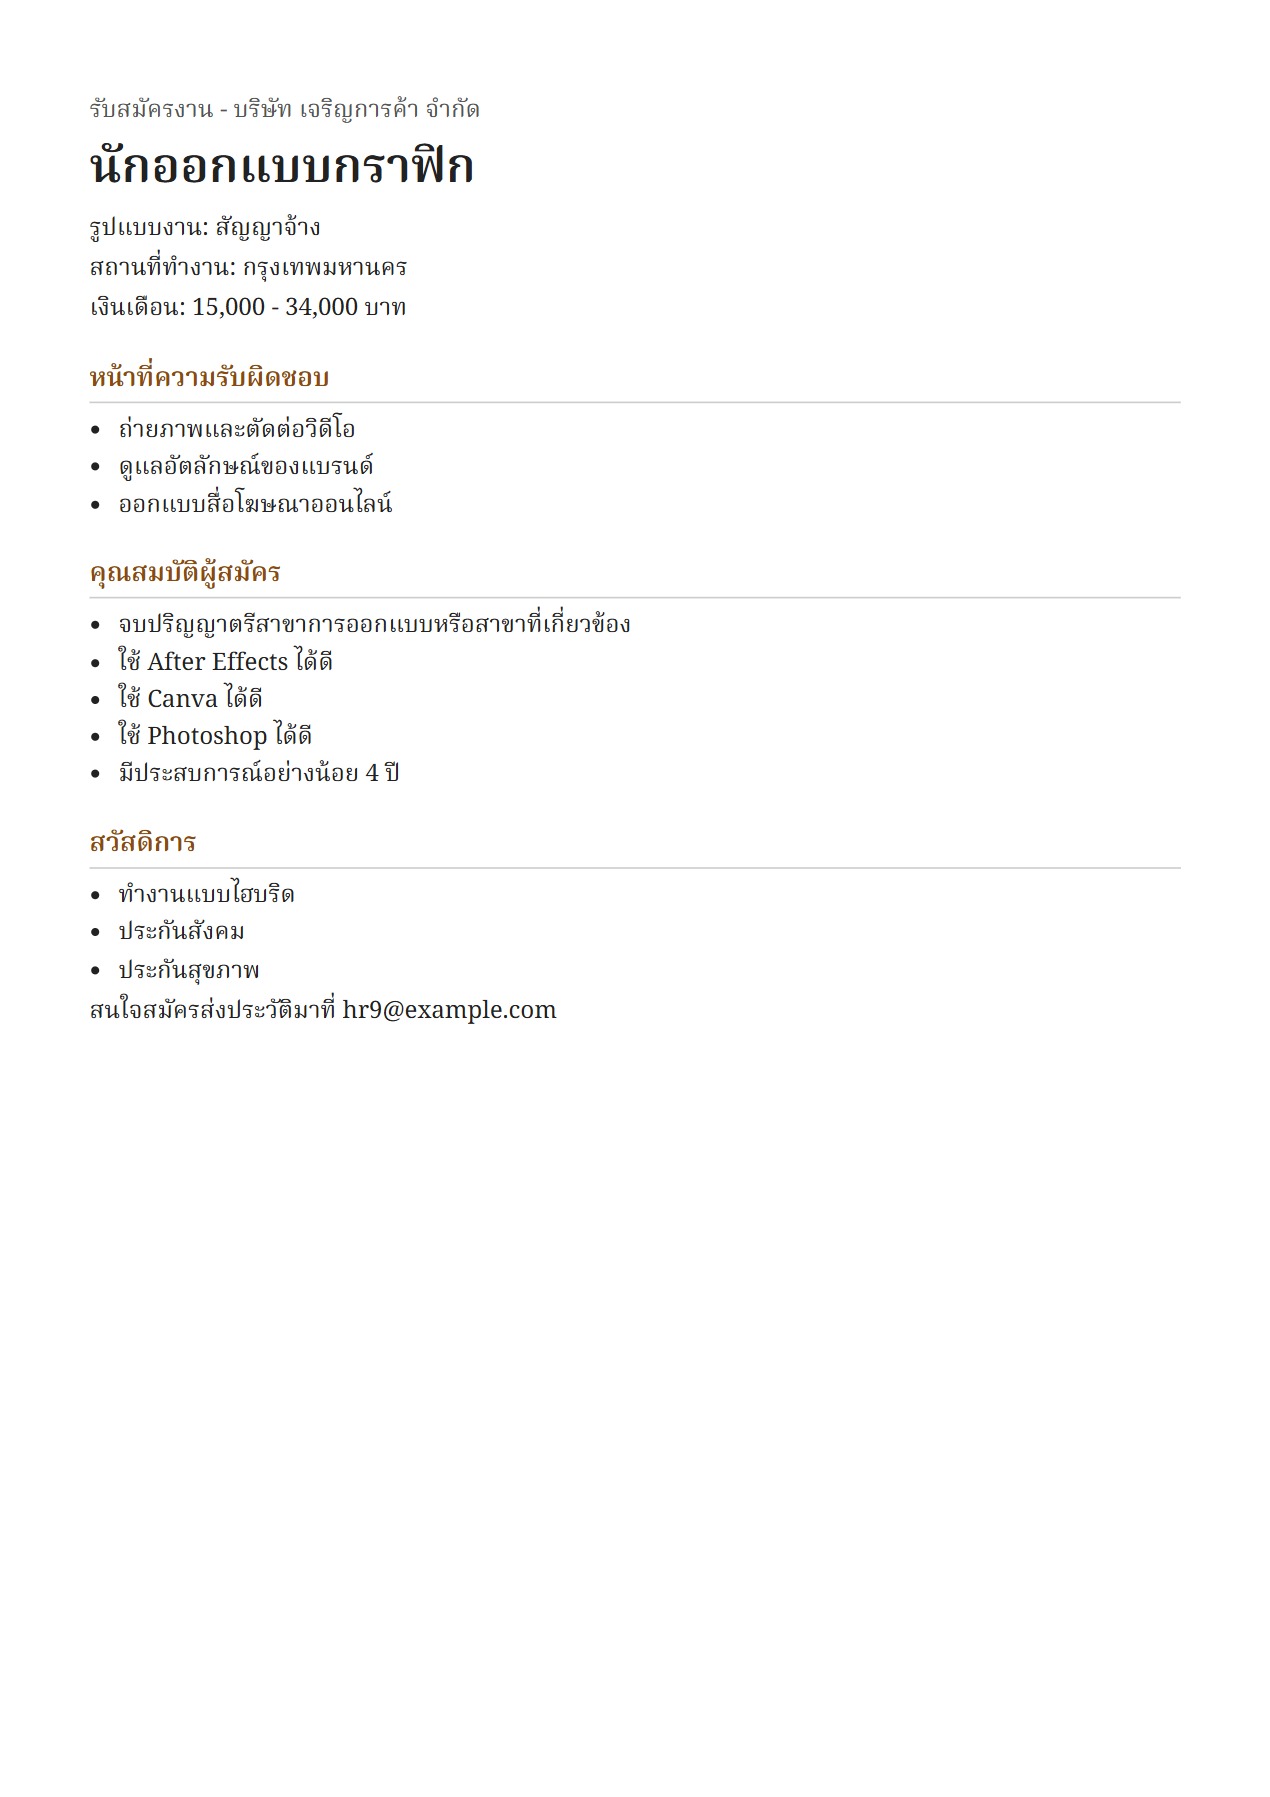 รับสมัครงาน - บริษัท เจริญการค้า จำกัด
นักออกแบบกราฟิก
รูปแบบงาน: สัญญาจ้าง
สถานที่ทำงาน: กรุงเทพมหานคร
เงินเดือน: 15,000 - 34,000 บาท
หน้าที่ความรับผิดชอบ
• ถ่ายภาพและตัดต่อวิดีโอ
• ดูแลอัตลักษณ์ของแบรนด์
• ออกแบบสื่อโฆษณาออนไลน์
คุณสมบัติผู้สมัคร
• จบปริญญาตรีสาขาการออกแบบหรือสาขาที่เกี่ยวข้อง
• ใช้ After Effects ได้ดี
• ใช้ Canva ได้ดี
• ใช้ Photoshop ได้ดี
• มีประสบการณ์อย่างน้อย 4 ปี
สวัสดิการ
• ทำงานแบบไฮบริด
• ประกันสังคม
• ประกันสุขภาพ
สนใจสมัครส่งประวัติมาที่ hr9@example.com